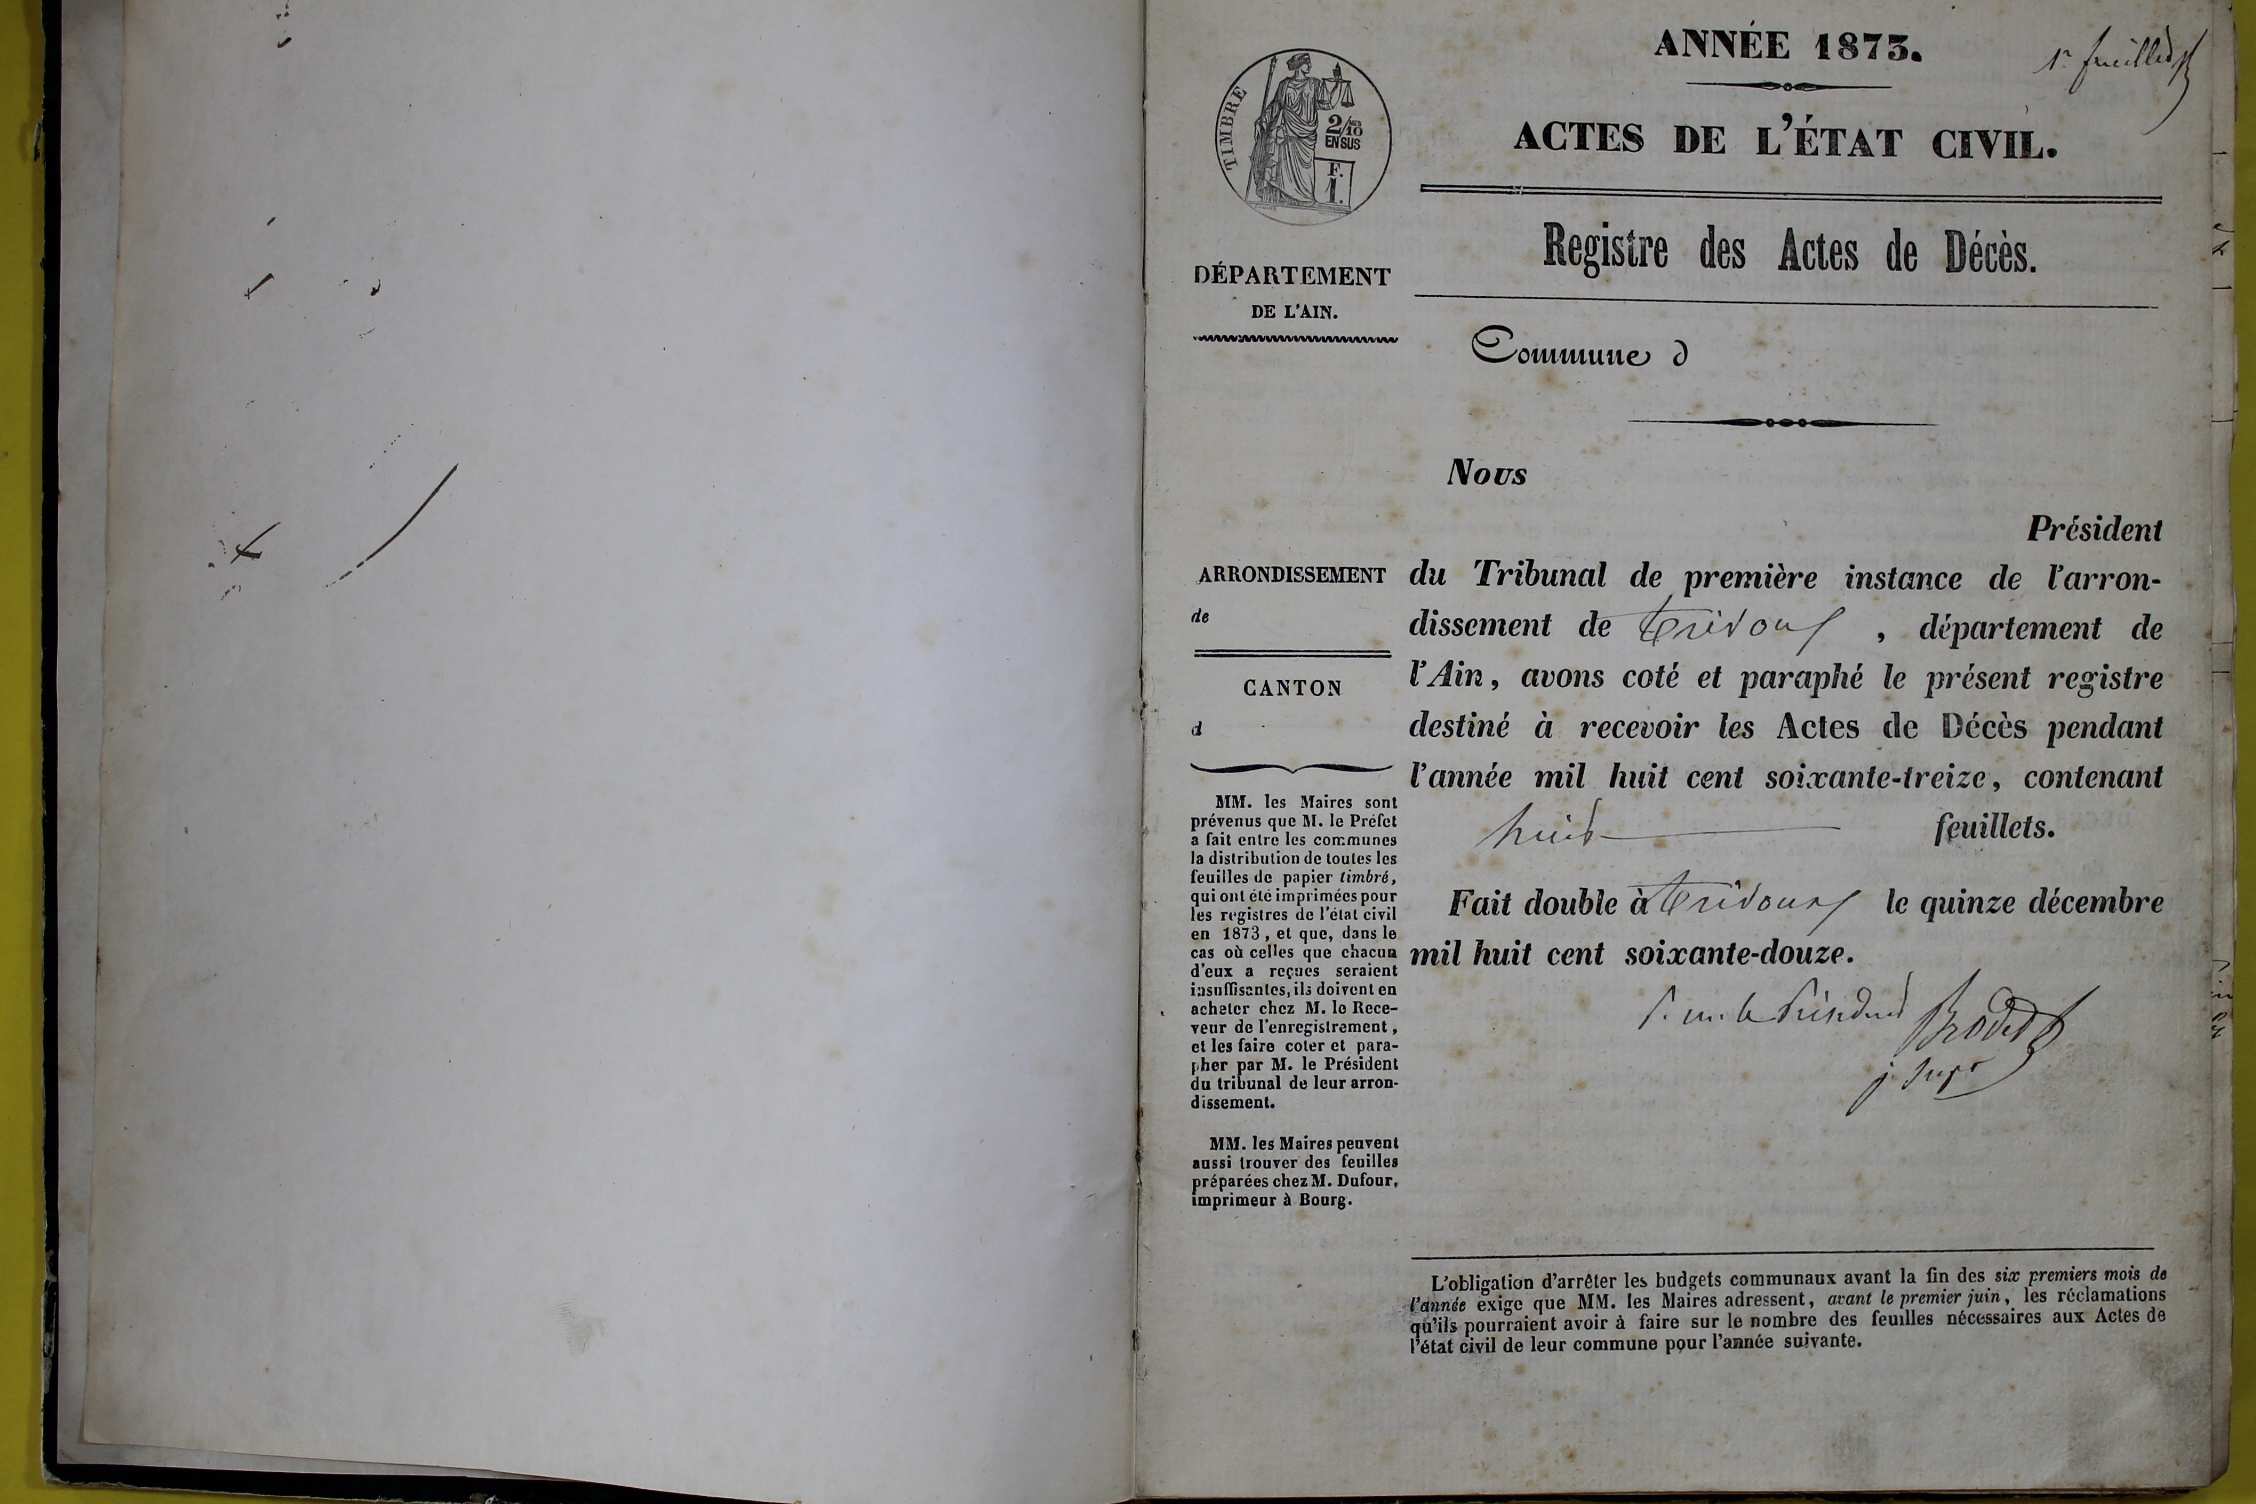 ANNÉE 1873.
1er feuillet
ACTES DE L'ÉTAT CIVIL.
TIMBRE
2/10 MES
EN SUS
F.
1.
Registre des Actes de Décès.
DÉPARTEMENT
DE L'AIN.
Commune d
Nous
Président
ARRONDISSEMENT
de
CANTON
d
du Tribunal de première instance de l'arron-
dissement de Trévoux, département de
l'Ain, avons coté et paraphé le présent registre
destiné à recevoir les Actes de Décès pendant
l'année mil huit cent soixante-treize, contenant
huit feuillets.
Fait double à Trévoux le quinze décembre
mil huit cent soixante-douze.
le Président
MM. les Maires sont
prévenus que M. le Préfet
a fait entre les communes
la distribution de toutes les
feuilles de papier timbré,
qui ont été imprimées pour
les registres de l'état civil
en 1873, et que, dans le
cas où celles que chacun
d'eux a reçues seraient
insuffisantes, ils doivent en
acheter chez M. le Rece-
veur de l'enregistrement,
et les faire coter et para-
pher par M. le Président
du tribunal de leur arron-
dissement.
MM. les Maires peuvent
aussi trouver des feuilles
préparées chez M. Dufour,
imprimeur à Bourg.
L'obligation d'arrêter les budgets communaux avant la fin des six premiers mois de
l'année exige que MM. les Maires adressent, avant le premier juin, les réclamations
qu'ils pourraient avoir à faire sur le nombre des feuilles nécessaires aux Actes de
l'état civil de leur commune pour l'année suivante.